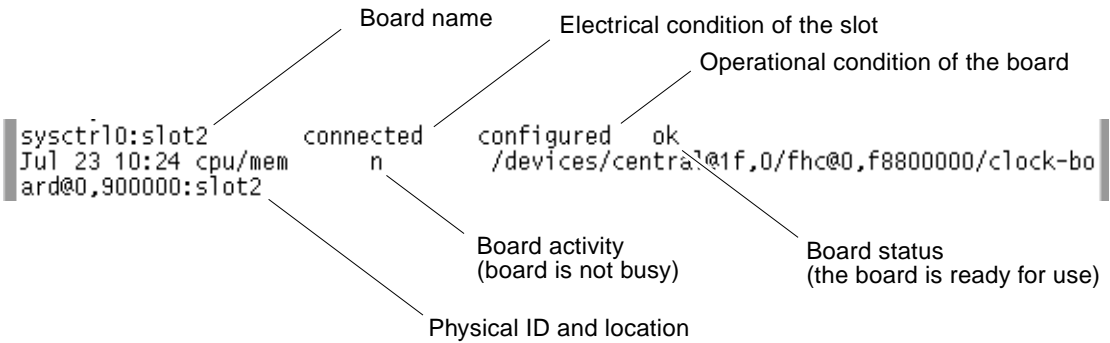 Board name
Electrical condition of the slot
Operational condition of the board
sysctrl0:slot2 connected configured ok
Jul 23 10:24 cpu/mem n /devices/central@1f,0/fhc@0,f8800000/clock-bo
ard@0,900000:slot2
Board activity
(board is not busy)
Board status
(the board is ready for use)
Physical ID and location